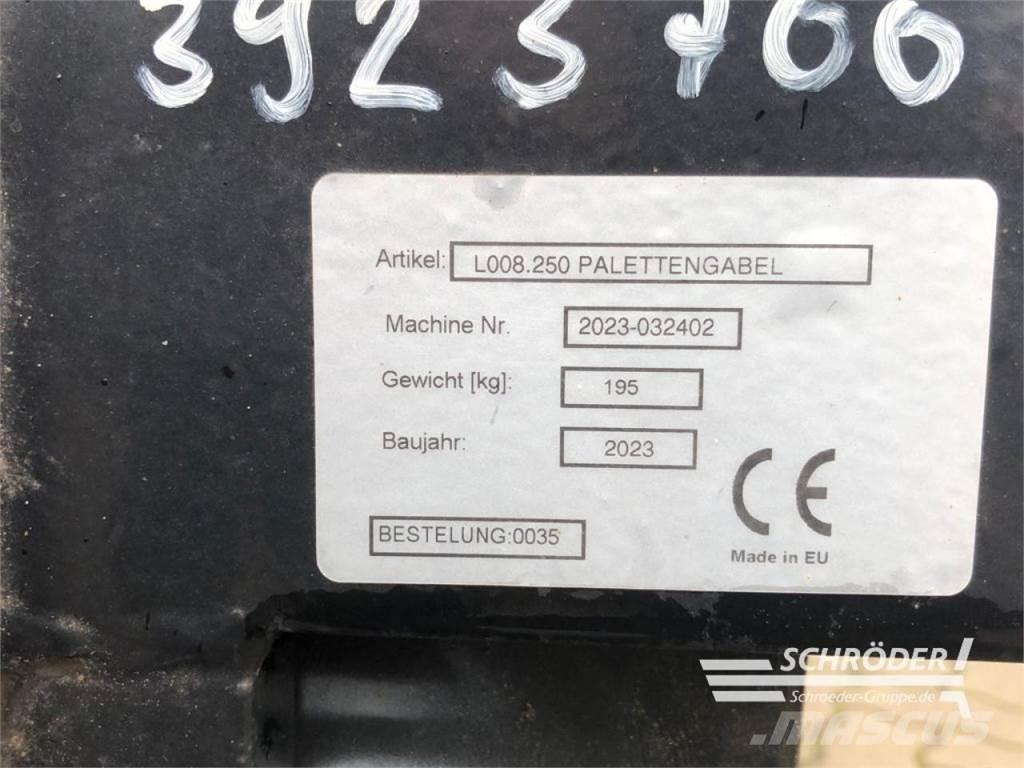 3923766
Artikel: L008.250 PALETTENGABEL
Machine Nr. 2023-032402
Gewicht [kg]: 195
Baujahr: 2023
BESTELUNG:0035
CE
Made in EU
SCHRÖDER
Schroeder-Gruppe.de
MASCUS